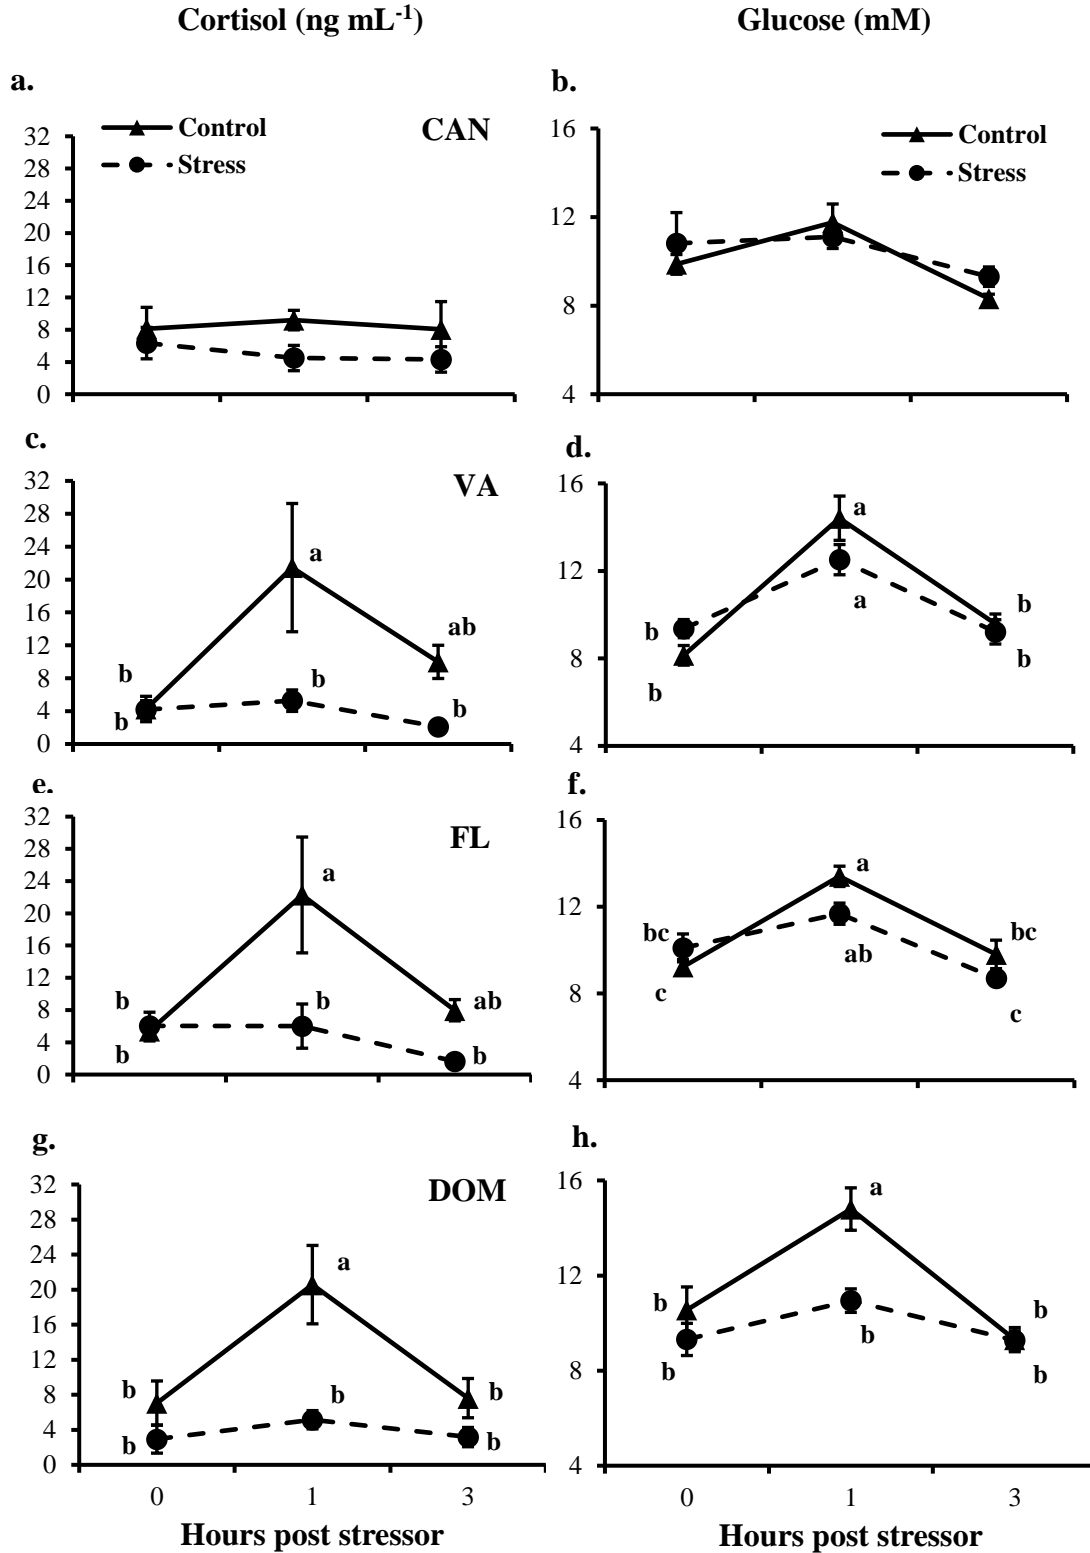 Cortisol (ng mL-1)
Glucose (mM)
a.
Control
Stress
CAN
32
28
24
20
16
12
8
4
0
b.
Control
Stress
16
12
8
4
c.
VA
32
28
24
20
16
12
8
4
0
b
b
a
b
ab
b
d.
16
12
8
4
b
b
a
a
b
b
e.
FL
32
28
24
20
16
12
8
4
0
b
b
a
b
ab
b
f.
16
12
8
4
bc
c
a
ab
bc
c
g.
DOM
32
28
24
20
16
12
8
4
0
b
b
a
b
b
b
0 1 3
Hours post stressor
h.
16
12
8
4
b
b
a
b
b
b
0 1 3
Hours post stressor